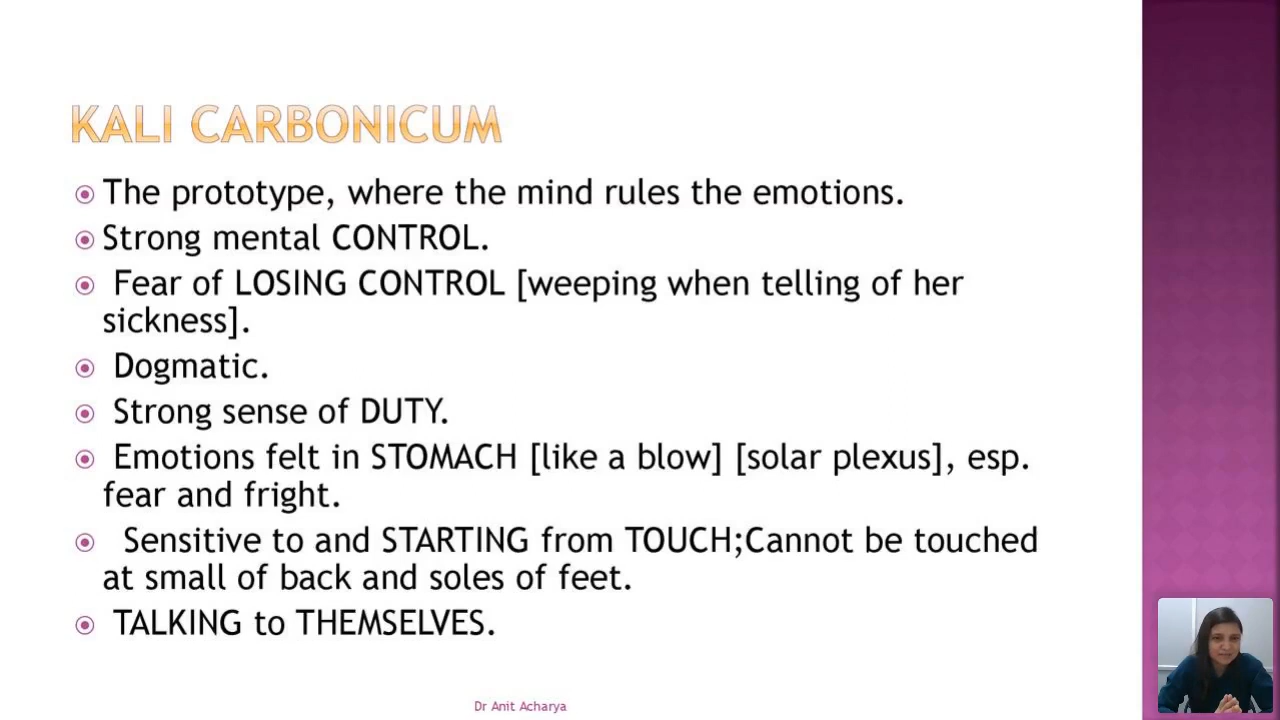 KALI CARBONICUM
The prototype, where the mind rules the emotions.
Strong mental CONTROL.
Fear of LOSING CONTROL [weeping when telling of her
sickness].
Dogmatic.
Strong sense of DUTY.
Emotions felt in STOMACH [like a blow] [solar plexus], esp.
fear and fright.
Sensitive to and STARTING from TOUCH;Cannot be touched
at small of back and soles of feet.
TALKING to THEMSELVES.
Dr Anit Acharya